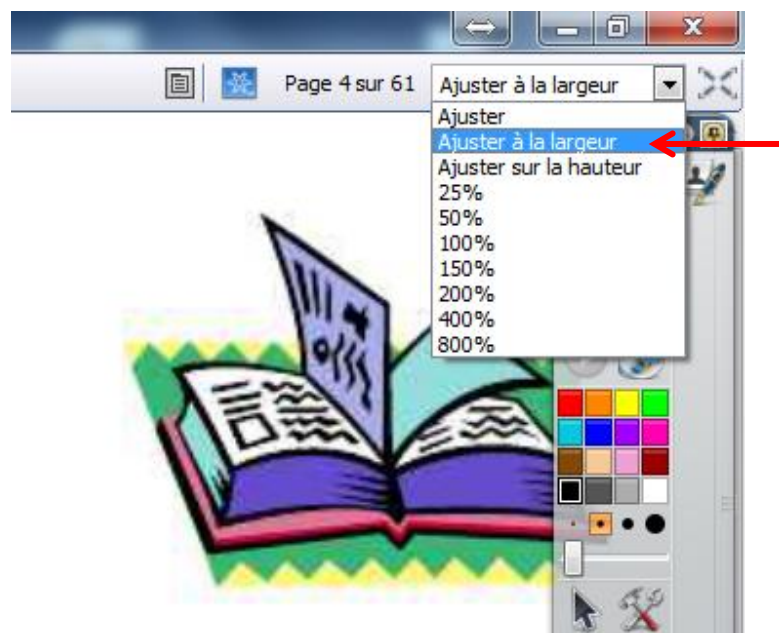 Page 4 sur 61 Ajuster à la largeur
Ajuster
Ajuster à la largeur
Ajuster sur la hauteur
25%
50%
100%
150%
200%
400%
800%